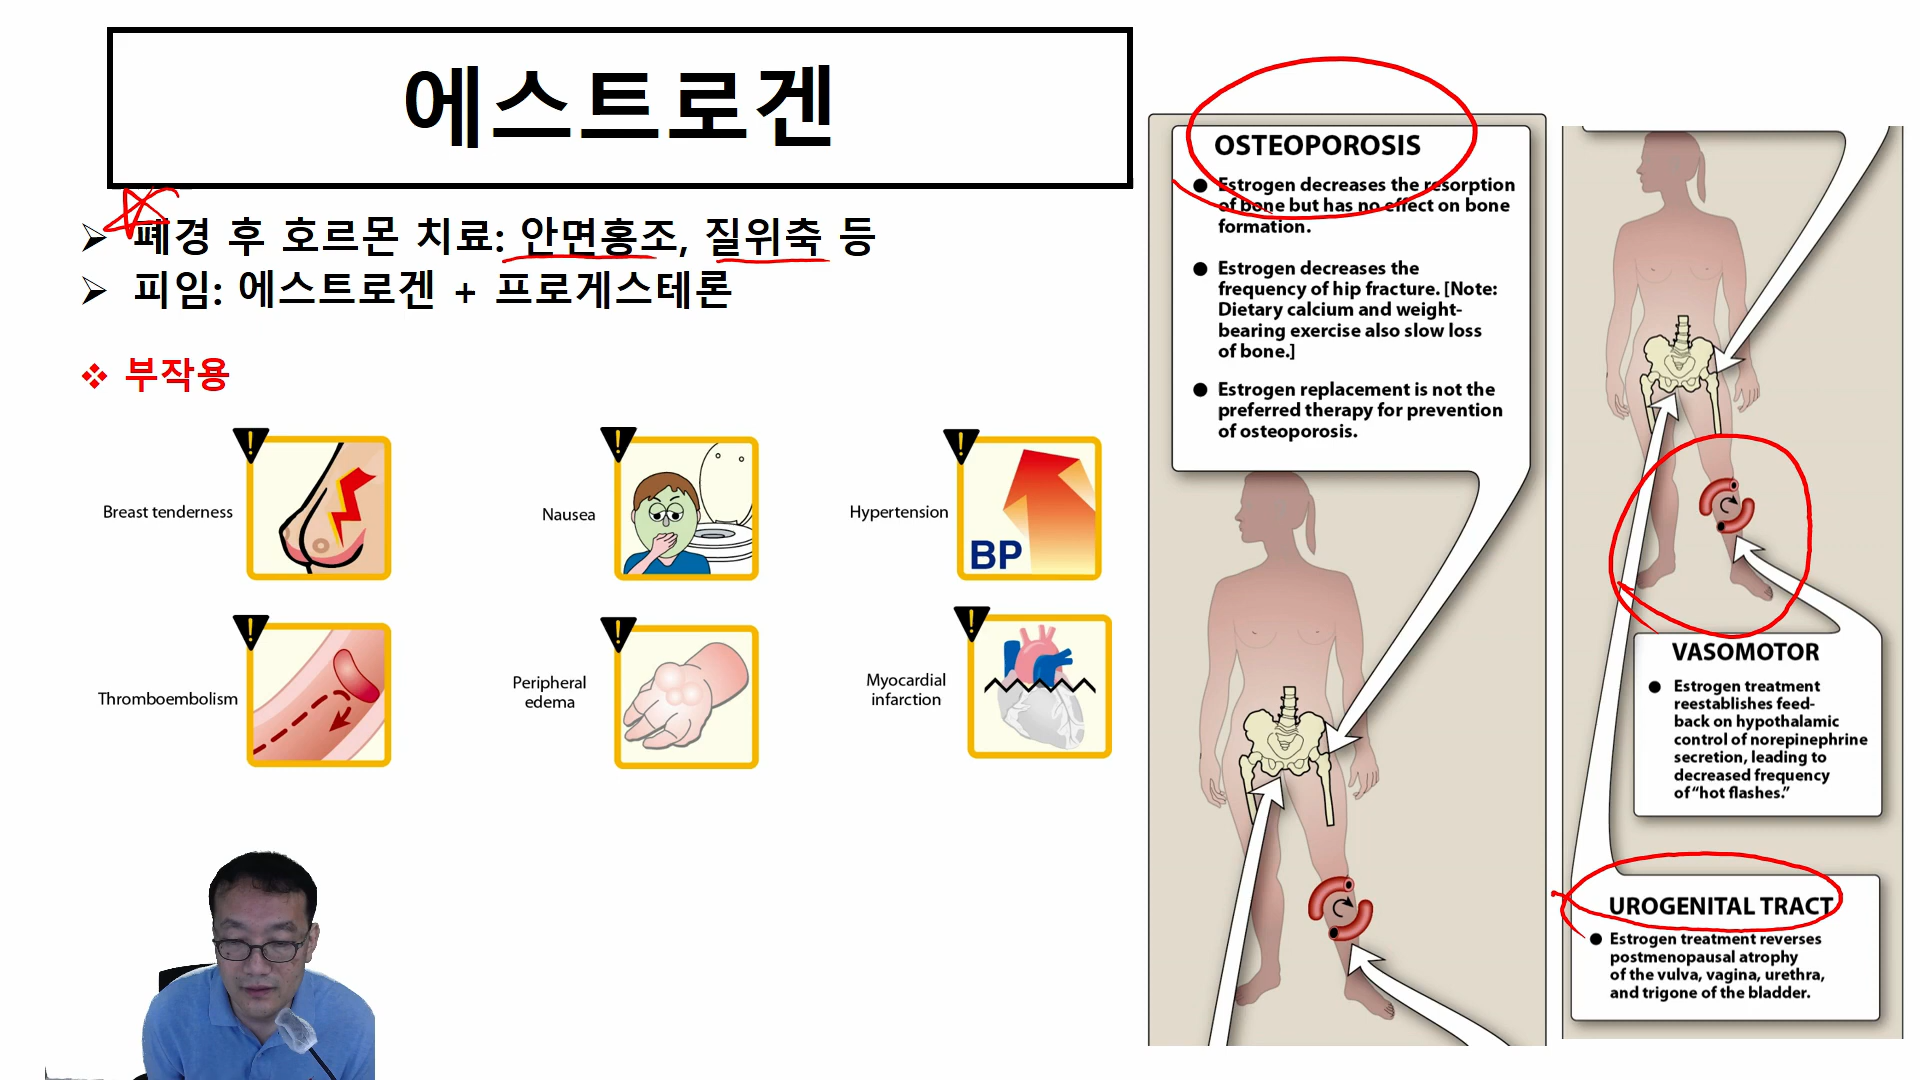 에스트로겐
➢ 폐경 후 호르몬 치료: 안면홍조, 질위축 등
➢ 피임: 에스트로겐 + 프로게스테론
❖ 부작용
Breast tenderness
Nausea
Hypertension
BP
Thromboembolism
Peripheral
edema
Myocardial
infarction
OSTEOPOROSIS
● Estrogen decreases the resorption
of bone but has no effect on bone
formation.
● Estrogen decreases the
frequency of hip fracture. [Note:
Dietary calcium and weight-
bearing exercise also slow loss
of bone.]
● Estrogen replacement is not the
preferred therapy for prevention
of osteoporosis.
VASOMOTOR
● Estrogen treatment
reestablishes feed-
back on hypothalamic
control of norepinephrine
secretion, leading to
decreased frequency
of “hot flashes.”
UROGENITAL TRACT
● Estrogen treatment reverses
postmenopausal atrophy
of the vulva, vagina, urethra,
and trigone of the bladder.